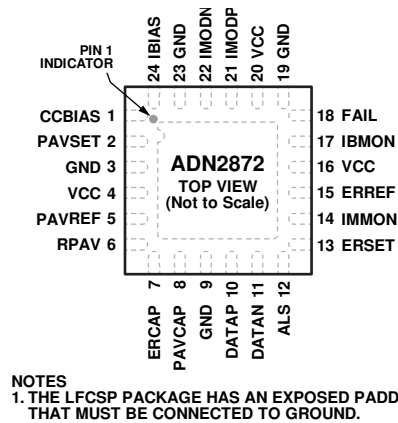 24 IBIAS
23 GND
22 IMODN
21 IMODP
20 VCC
19 GND
PIN 1
INDICATOR
CCBIAS 1
PAVSET 2
GND 3
VCC 4
PAVREF 5
RPAV 6
ADN2872
TOP VIEW
(Not to Scale)
18 FAIL
17 IBMON
16 VCC
15 ERREF
14 IMMON
13 ERSET
ERCAP 7
PAVCAP 8
GND 9
DATAP 10
DATAN 11
ALS 12
NOTES
1. THE LFCSP PACKAGE HAS AN EXPOSED PADD
THAT MUST BE CONNECTED TO GROUND.